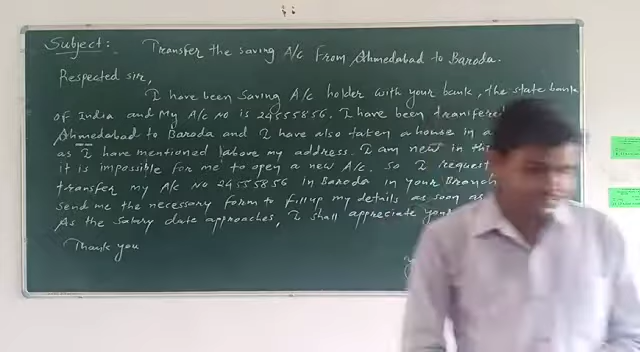 Subject: Transfer the saving A/c From Ahmedabad to Baroda.
Respected sir,
I have been Saving A/c holder with your bank, the state bank
of India and My A/c No is 24555856. I have been tranifered
Ahmedabad to Baroda and I have also taken a house in a
as I have mentioned above my address. I am new in this
it is impossible for me to open a new A/c. So I request
transfer my A/c No 24555856 in Baroda in your Branch
send me the necessary form to fillup my details as soon as
As the salary date approaches, I shall appreciate your
Thank you